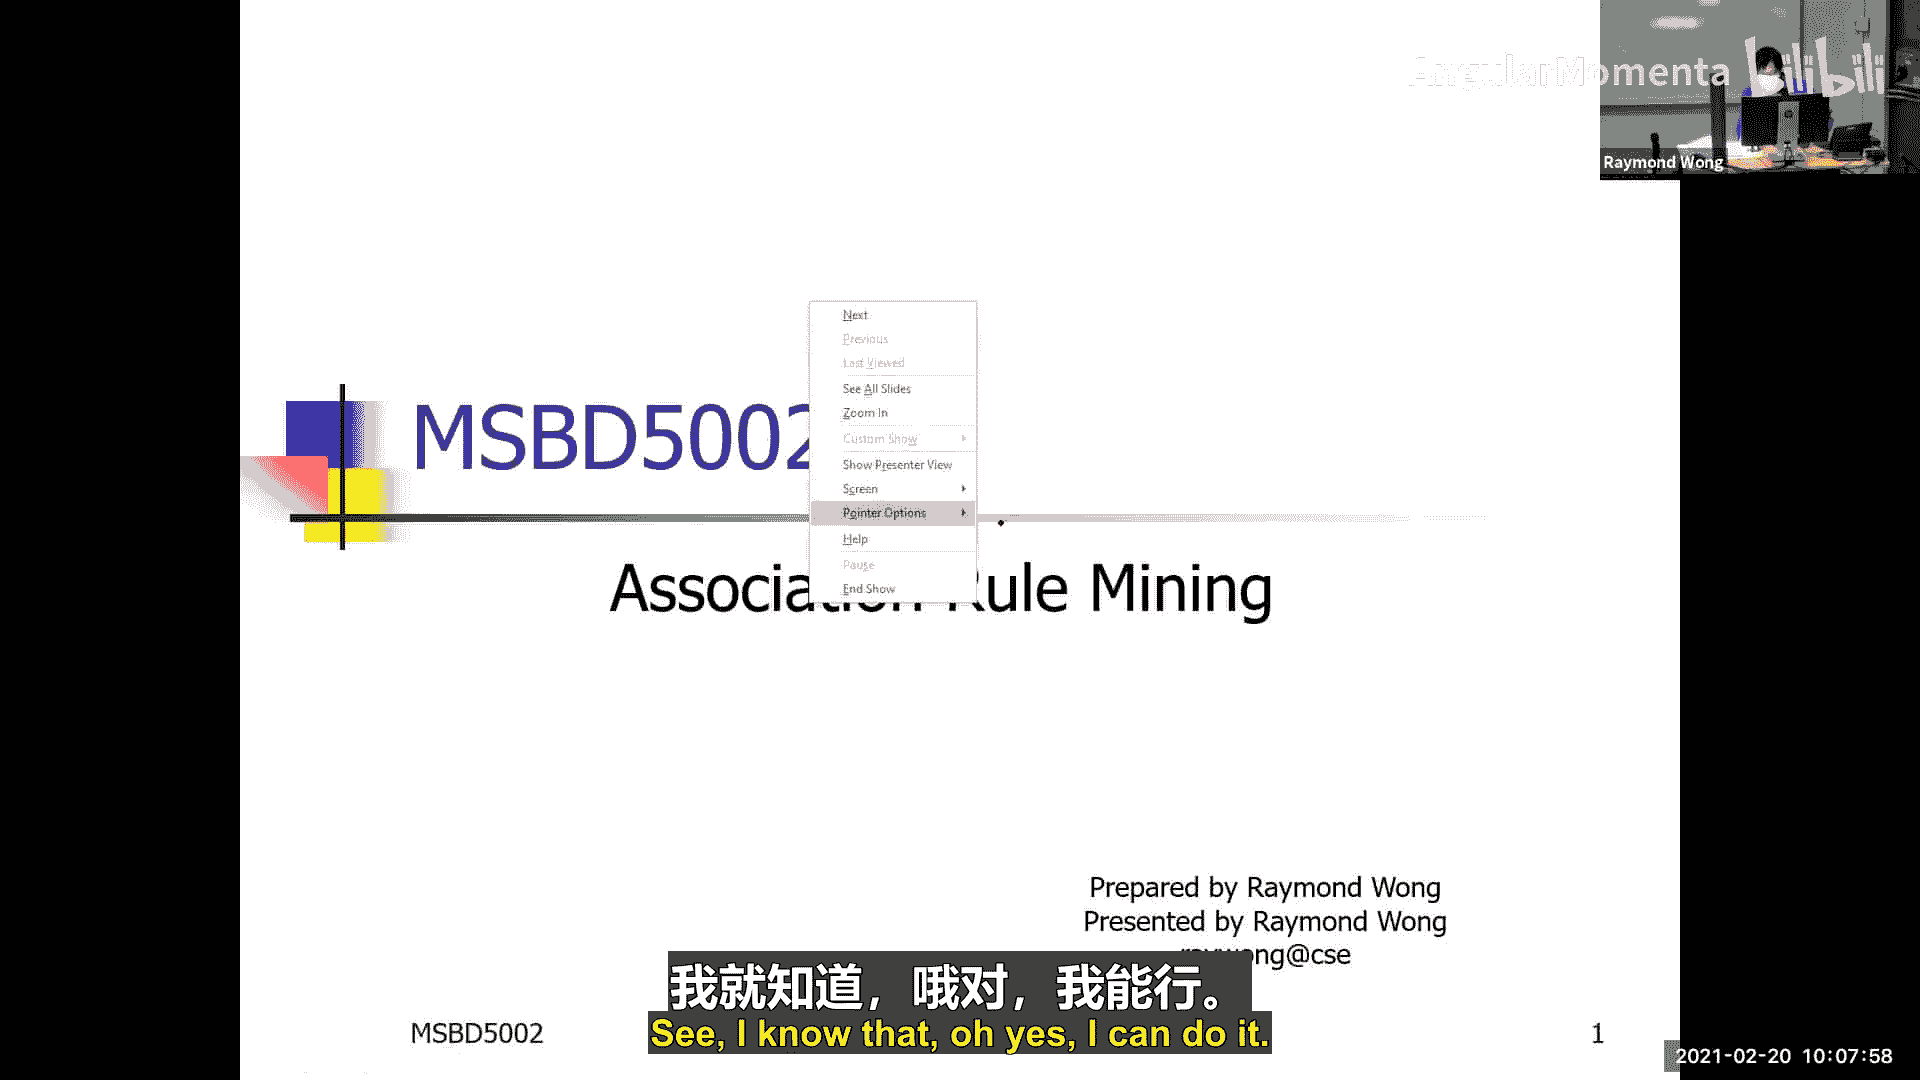 AngularMomenta bilibili
Raymond Wong
Next
Previous
Last Viewed
See All Slides
Zoom In
Custom Show
Show Presenter View
Screen
Pointer Options
Help
Pause
End Show
MSBD5002
Rule Mining
Prepared by Raymond Wong
Presented by Raymond Wong
raywong@cse
我就知道，哦对，我能行。
See, I know that, oh yes, I can do it.
MSBD5002
1
2021-02-20 10:07:58